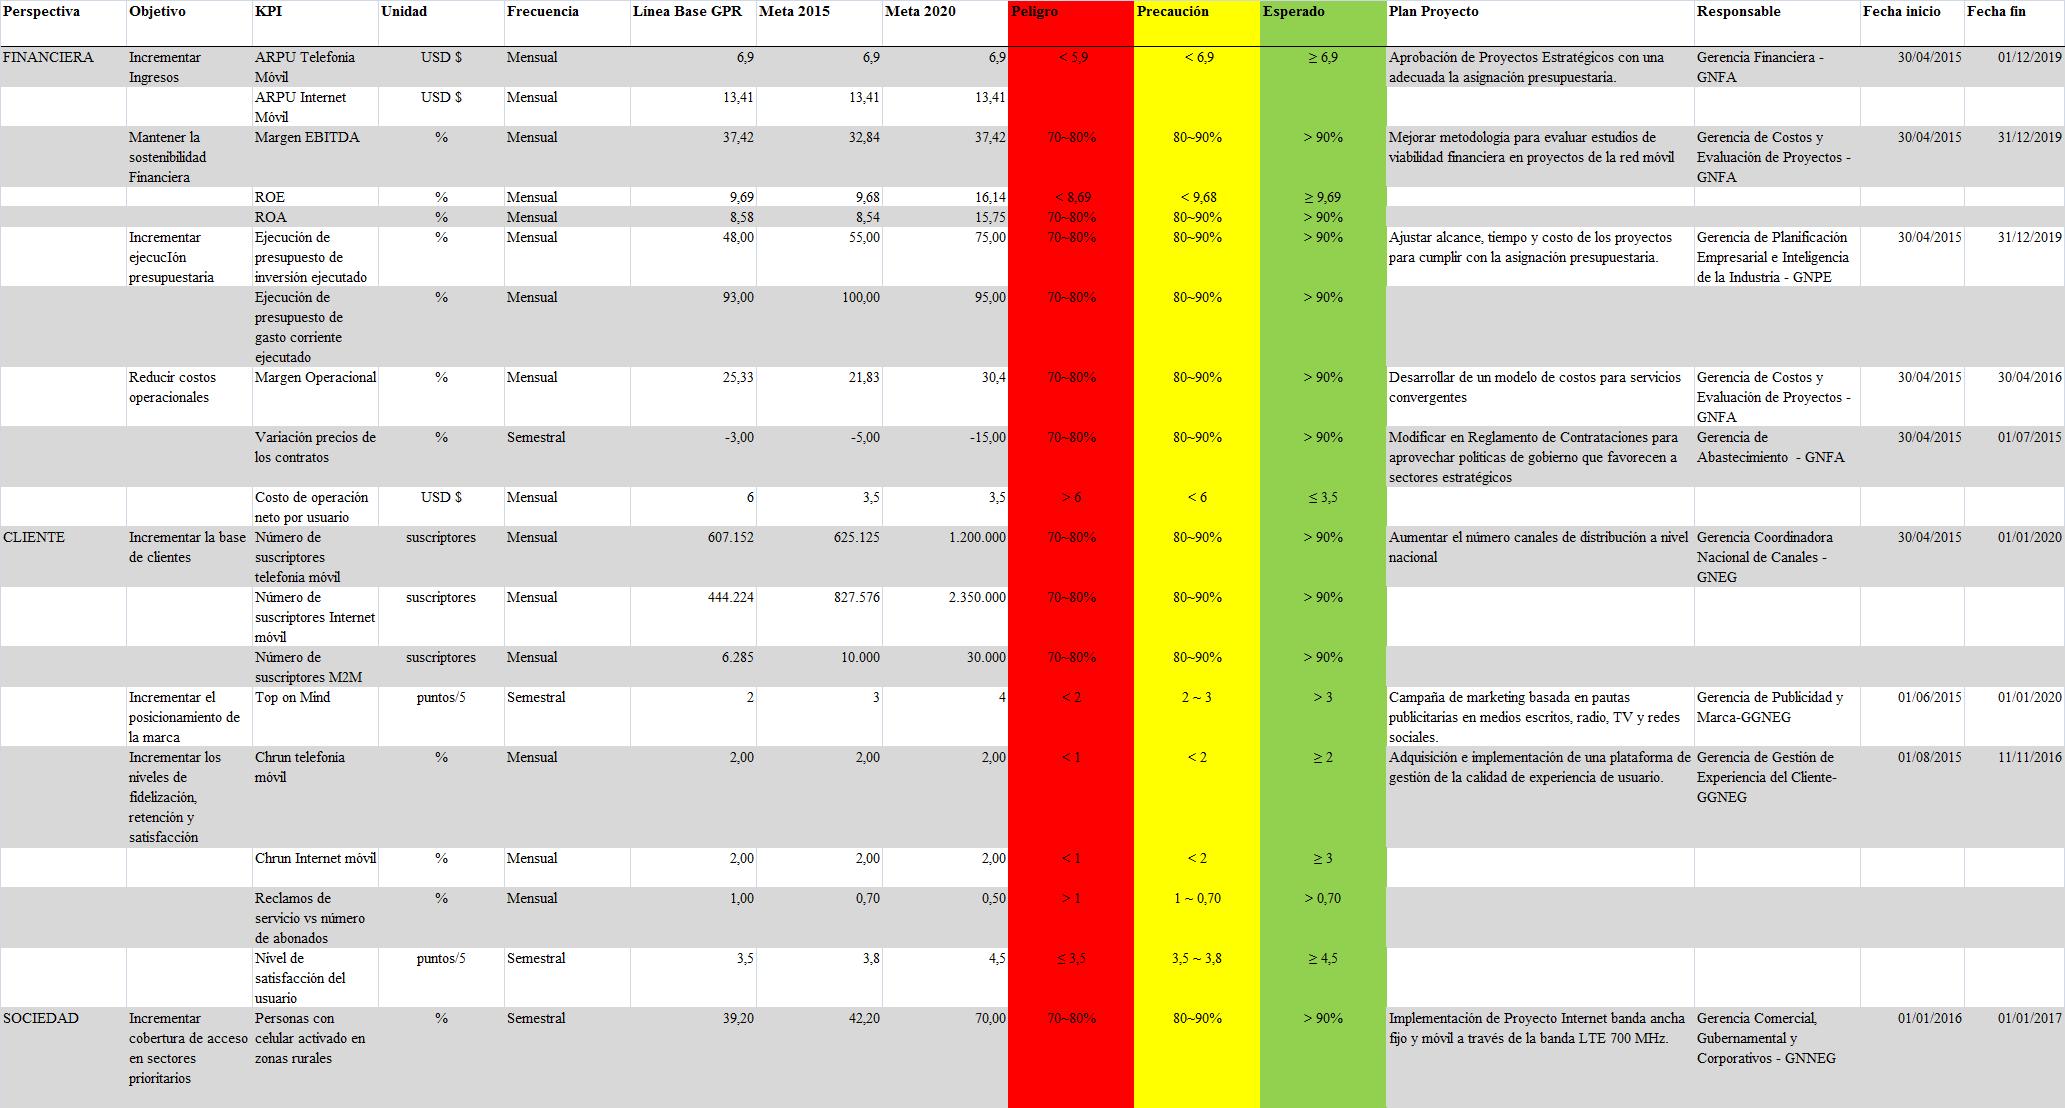 Perspectiva Objetivo KPI Unidad Frecuencia Línea Base GPR Meta 2015 Meta 2020 Peligro Precaución Esperado Plan Proyecto Responsable Fecha inicio Fecha fin
FINANCIERA Incrementar ARPU Telefonía USD $ Mensual 6,9 6,9 6,9 < 5,9 < 6,9 ≥ 6,9 Aprobación de Proyectos Estratégicos con una Gerencia Financiera - 30/04/2015 01/12/2019
Ingresos Móvil adecuada la asignación presupuestaria. GNFA
ARPU Internet USD $ Mensual 13,41 13,41 13,41
Móvil
Mantener la Margen EBITDA % Mensual 37,42 32,84 37,42 70~80% 80~90% > 90% Mejorar metodología para evaluar estudios de Gerencia de Costos y 30/04/2015 31/12/2019
sostenibilidad viabilidad financiera en proyectos de la red móvil Evaluación de Proyectos -
Financiera GNFA
ROE % Mensual 9,69 9,68 16,14 < 8,69 < 9,68 ≥ 9,69
ROA % Mensual 8,58 8,54 15,75 70~80% 80~90% > 90%
Incrementar Ejecución de % Mensual 48,00 55,00 75,00 70~80% 80~90% > 90% Ajustar alcance, tiempo y costo de los proyectos Gerencia de Planificación 30/04/2015 31/12/2019
ejecucIón presupuesto de para cumplir con la asignación presupuestaria. Empresarial e Inteligencia
presupuestaria inversión ejecutado de la Industria - GNPE
Ejecución de % Mensual 93,00 100,00 95,00 70~80% 80~90% > 90%
presupuesto de
gasto corriente
ejecutado
Reducir costos Margen Operacional % Mensual 25,33 21,83 30,4 70~80% 80~90% > 90% Desarrollar de un modelo de costos para servicios Gerencia de Costos y 30/04/2015 30/04/2016
operacionales convergentes Evaluación de Proyectos -
GNFA
Variación precios de % Semestral -3,00 -5,00 -15,00 70~80% 80~90% > 90% Modificar en Reglamento de Contrataciones para Gerencia de 30/04/2015 01/07/2015
los contratos aprovechar políticas de gobierno que favorecen a Abastecimiento - GNFA
sectores estratégicos
Costo de operación USD $ Mensual 6 3,5 3,5 > 6 < 6 ≤ 3,5
neto por usuario
CLIENTE Incrementar la base Número de suscriptores Mensual 607.152 625.125 1.200.000 70~80% 80~90% > 90% Aumentar el número canales de distribución a nivel Gerencia Coordinadora 30/04/2015 01/01/2020
de clientes suscriptores nacional Nacional de Canales -
telefonía móvil GNEG
Número de suscriptores Mensual 444.224 827.576 2.350.000 70~80% 80~90% > 90%
suscriptores Internet
móvil
Número de suscriptores Mensual 6.285 10.000 30.000 70~80% 80~90% > 90%
suscriptores M2M
Incrementar el Top on Mind puntos/5 Semestral 2 3 4 < 2 2 ~ 3 > 3 Campaña de marketing basada en pautas Gerencia de Publicidad y 01/06/2015 01/01/2020
posicionamiento de publicitarias en medios escritos, radio, TV y redes Marca-GGNEG
la marca sociales.
Incrementar los Chrun telefonía % Mensual 2,00 2,00 2,00 < 1 < 2 ≥ 2 Adquisición e implementación de una plataforma de Gerencia de Gestión de 01/08/2015 11/11/2016
niveles de móvil gestión de la calidad de experiencia de usuario. Experiencia del Cliente-
fidelización, GGNEG
retención y
satisfacción
Chrun Internet móvil % Mensual 2,00 2,00 2,00 < 1 < 2 ≥ 3
Reclamos de % Mensual 1,00 0,70 0,50 > 1 1 ~ 0,70 > 0,70
servicio vs número
de abonados
Nivel de puntos/5 Semestral 3,5 3,8 4,5 ≤ 3,5 3,5 ~ 3,8 ≥ 4,5
satisfacción del
usuario
SOCIEDAD Incrementar Personas con % Semestral 39,20 42,20 70,00 70~80% 80~90% > 90% Implementación de Proyecto Internet banda ancha Gerencia Comercial, 01/01/2016 01/01/2017
cobertura de acceso celular activado en fijo y móvil a través de la banda LTE 700 MHz. Gubernamental y
en sectores zonas rurales Corporativos - GNNEG
prioritarios